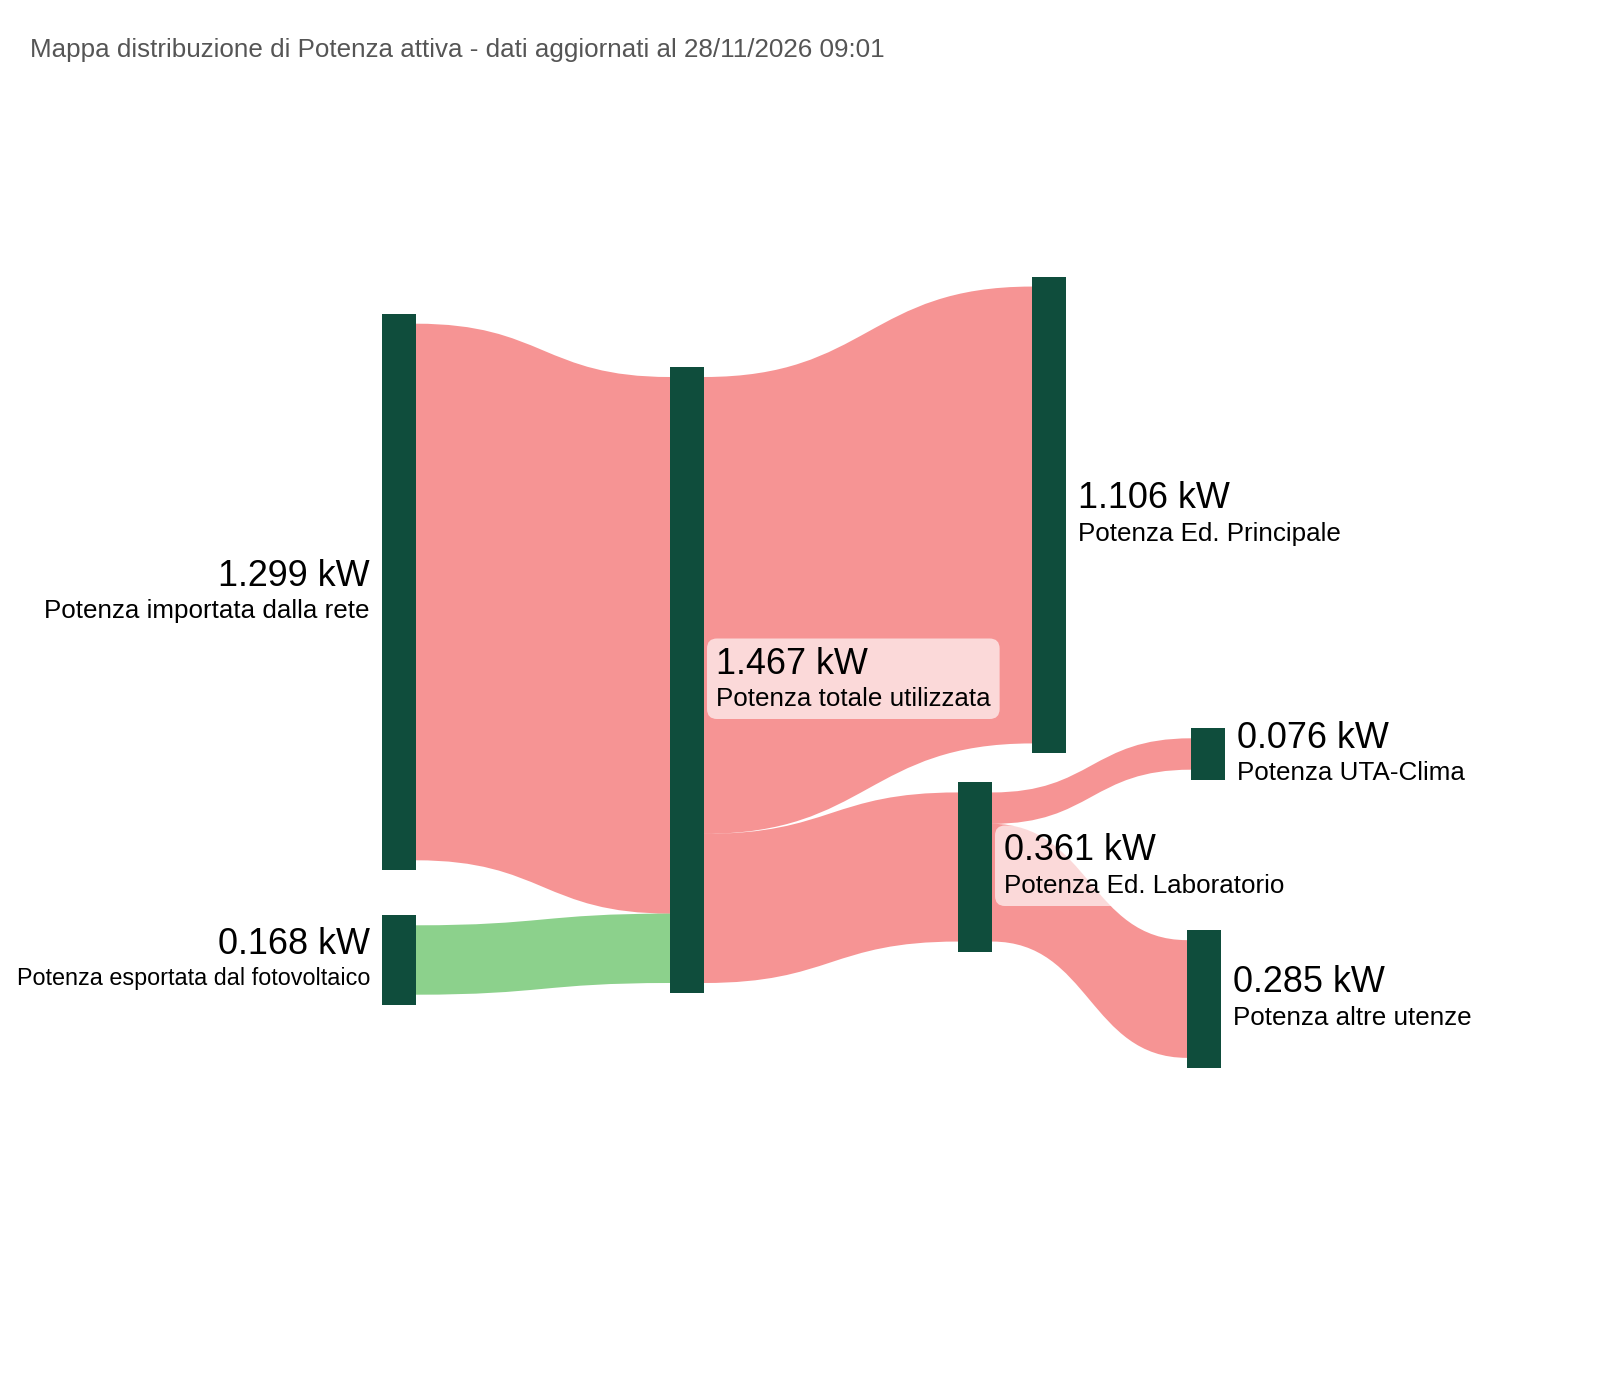 Mappa distribuzione di Potenza attiva - dati aggiornati al 28/11/2026 09:01
1.106 kW
Potenza Ed. Principale
1.299 kW
Potenza importata dalla rete
1.467 kW
Potenza totale utilizzata
0.076 kW
Potenza UTA-Clima
0.361 kW
Potenza Ed. Laboratorio
0.168 kW
Potenza esportata dal fotovoltaico
0.285 kW
Potenza altre utenze